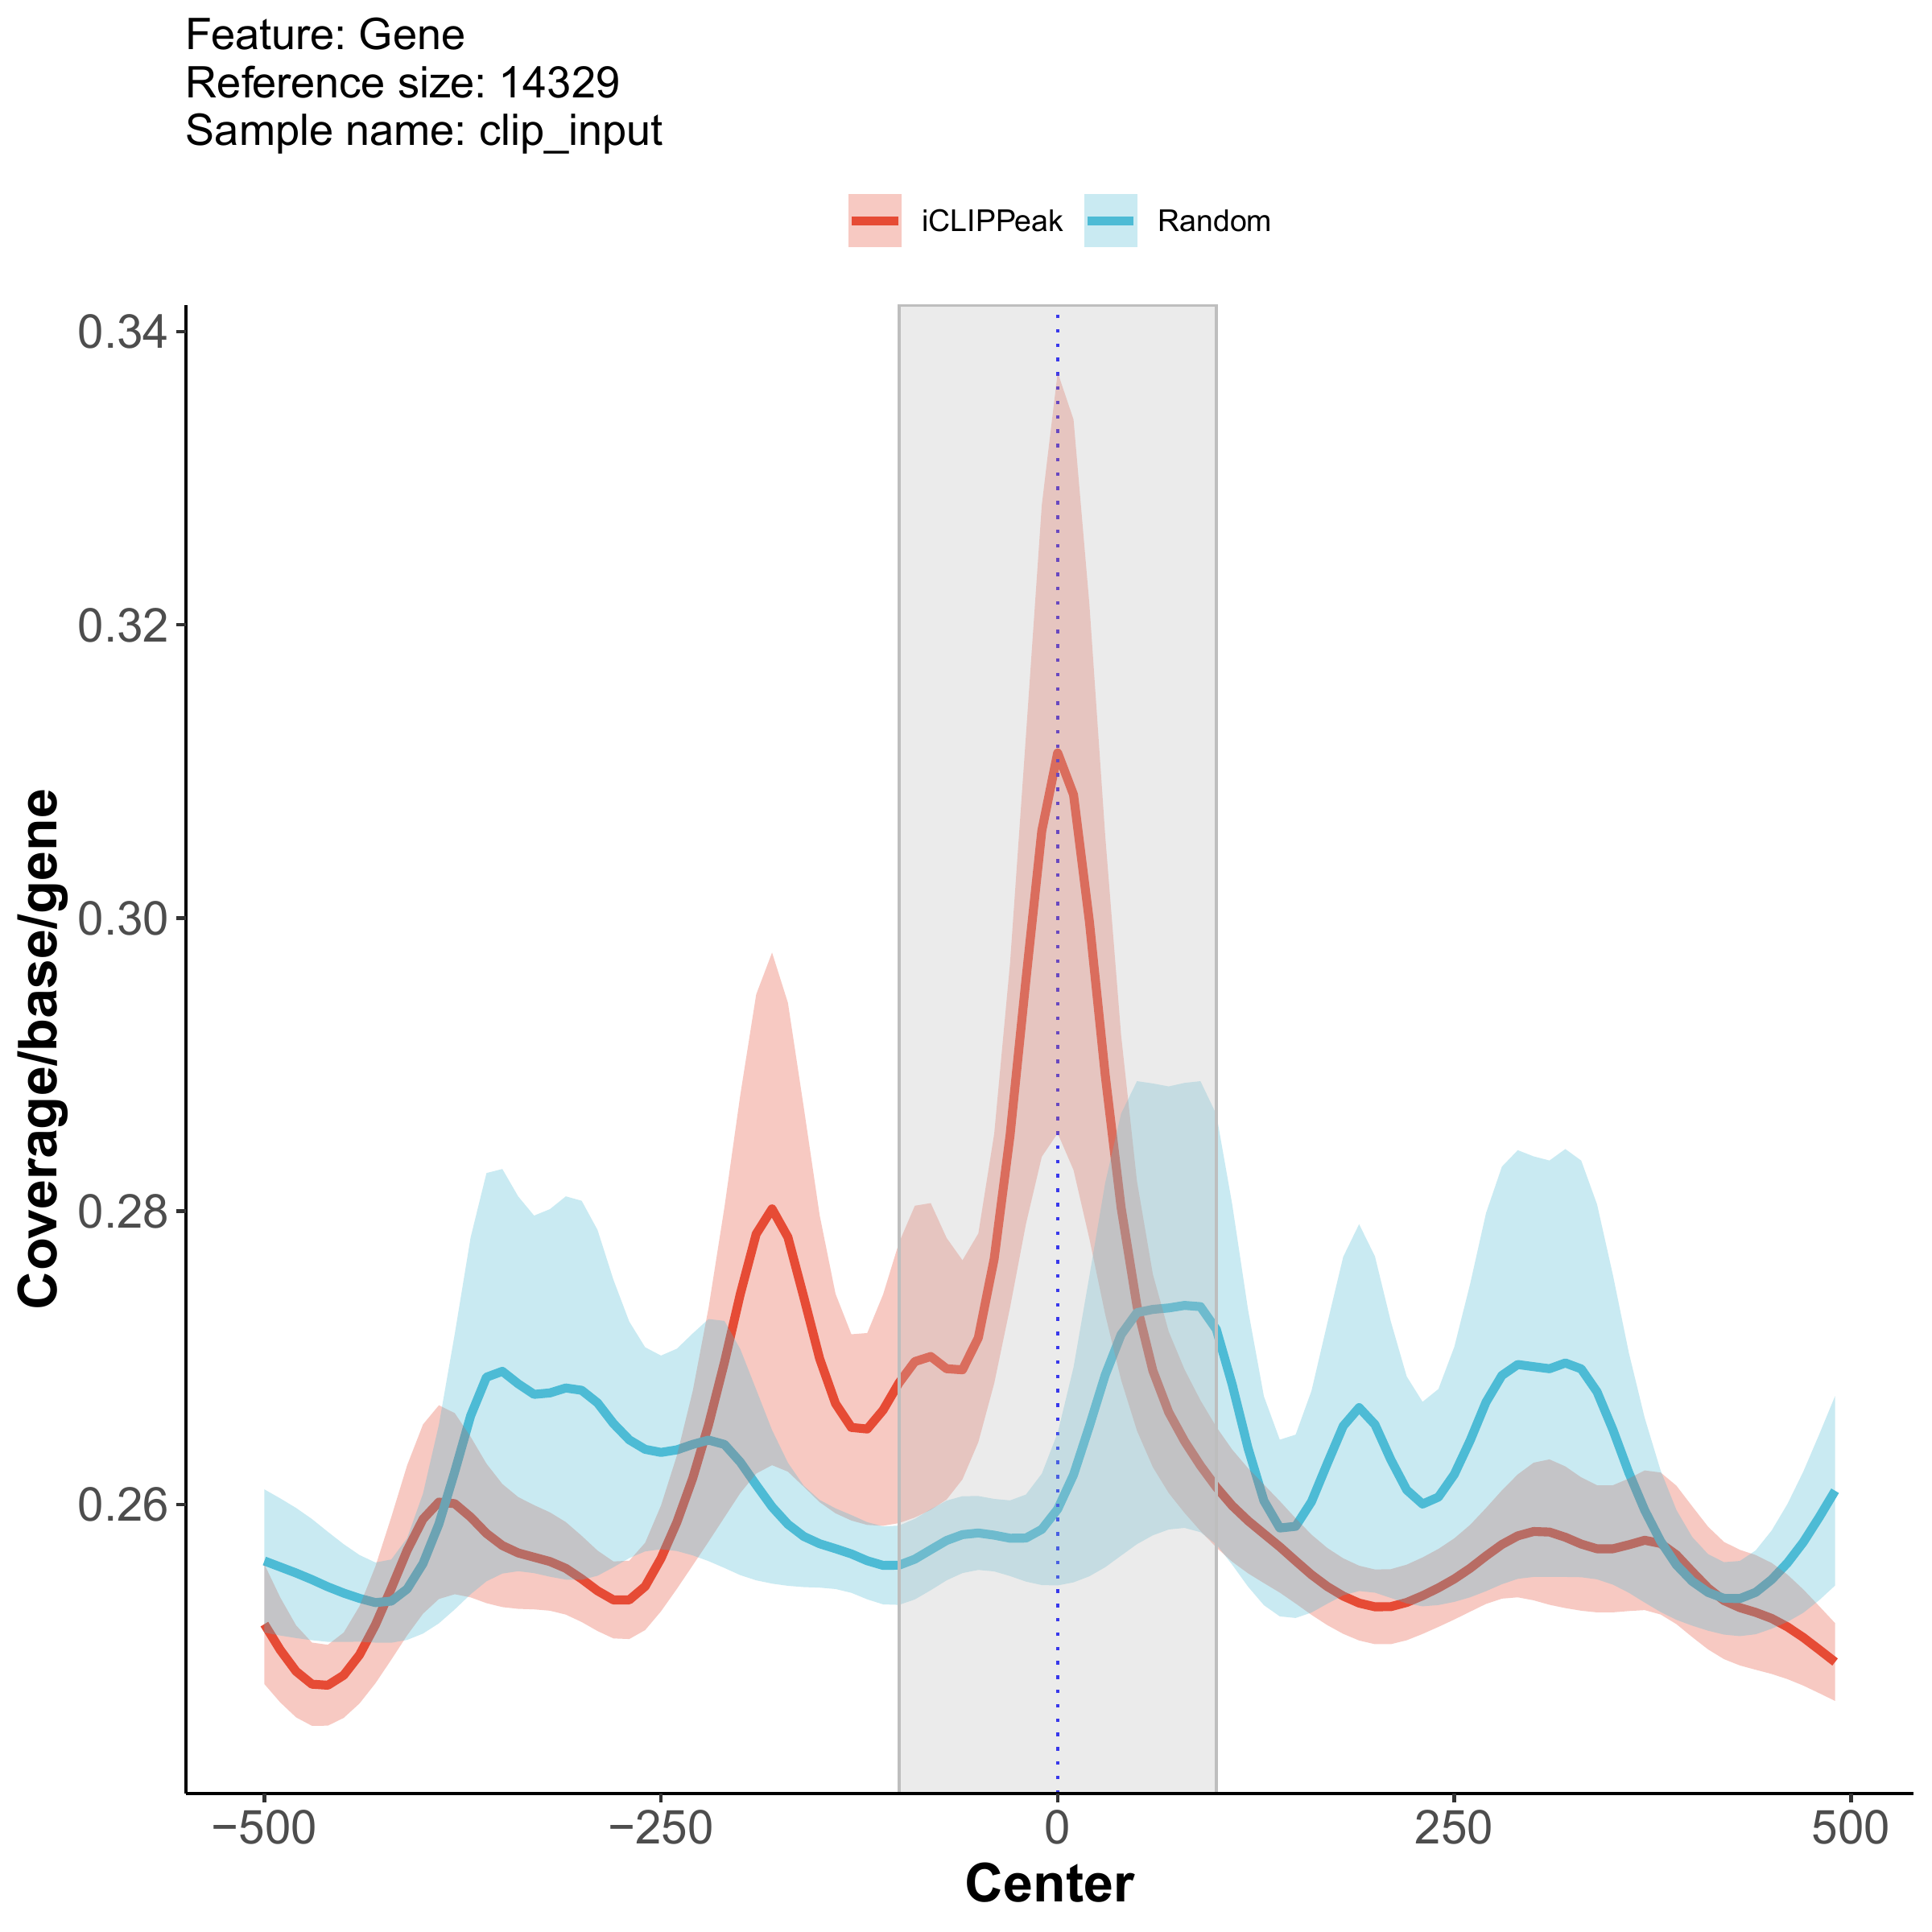 Feature: Gene
Reference size: 14329
Sample name: clip_input
iCLIPPeak Random
0.34
0.32
0.30
0.28
0.26
Coverage/base/gene
−500 −250 0 250 500
Center